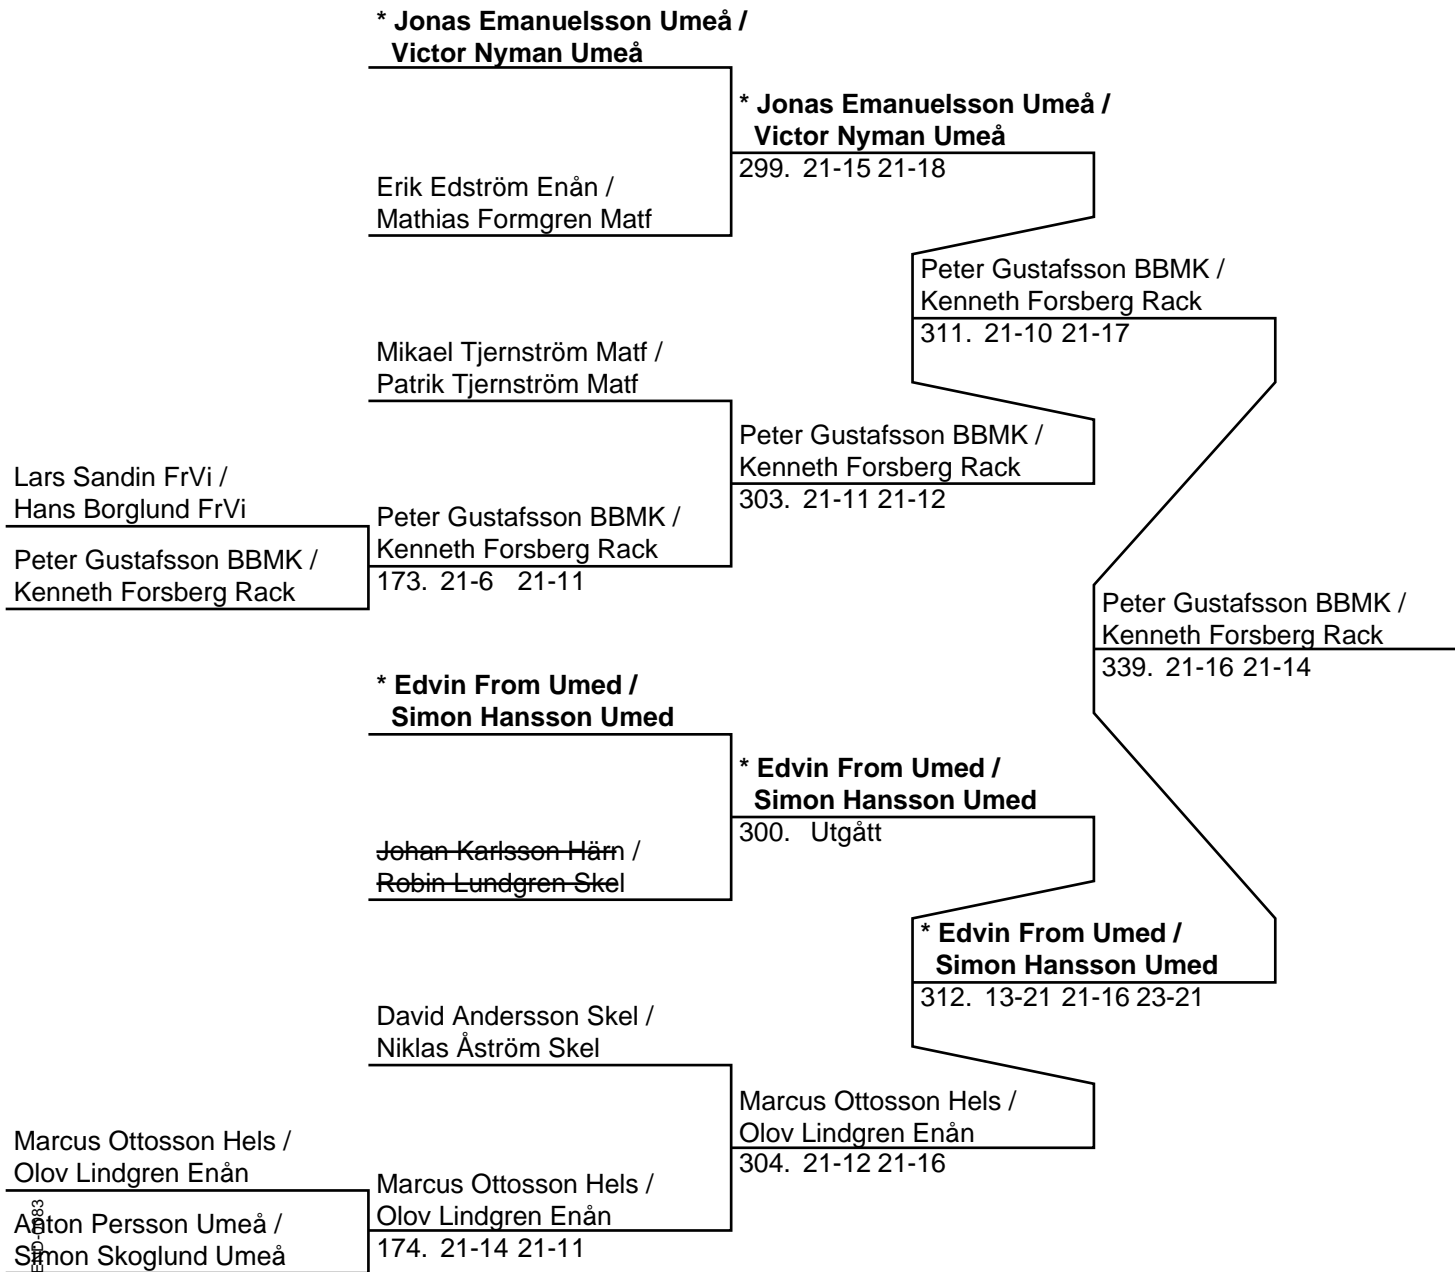 * Jonas Emanuelsson Umeå /
Victor Nyman Umeå
* Jonas Emanuelsson Umeå /
Victor Nyman Umeå
299. 21-15 21-18
Erik Edström Enån /
Mathias Formgren Matf
Peter Gustafsson BBMK /
Kenneth Forsberg Rack
311. 21-10 21-17
Mikael Tjernström Matf /
Patrik Tjernström Matf
Peter Gustafsson BBMK /
Kenneth Forsberg Rack
303. 21-11 21-12
Lars Sandin FrVi /
Hans Borglund FrVi
Peter Gustafsson BBMK /
Kenneth Forsberg Rack
173. 21-6 21-11
Peter Gustafsson BBMK /
Kenneth Forsberg Rack
Peter Gustafsson BBMK /
Kenneth Forsberg Rack
339. 21-16 21-14
* Edvin From Umed /
Simon Hansson Umed
* Edvin From Umed /
Simon Hansson Umed
300. Utgått
Johan Karlsson Härn /
Robin Lundgren Skel
* Edvin From Umed /
Simon Hansson Umed
312. 13-21 21-16 23-21
David Andersson Skel /
Niklas Åström Skel
Marcus Ottosson Hels /
Olov Lindgren Enån
304. 21-12 21-16
Marcus Ottosson Hels /
Olov Lindgren Enån
Marcus Ottosson Hels /
Olov Lindgren Enån
174. 21-14 21-11
Anton Persson Umeå /
Simon Skoglund Umeå